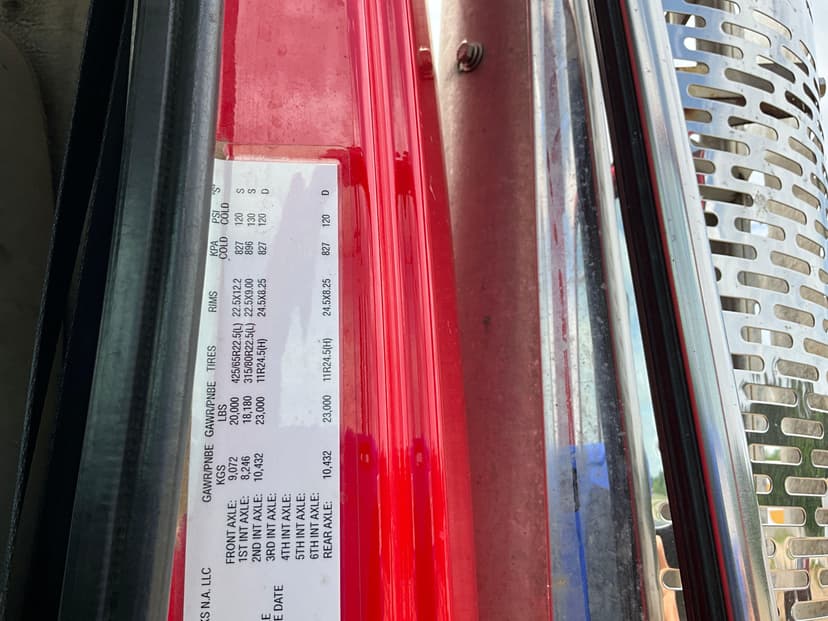 KS N.A. LLC
GAWR/PNBE GAWR/PNBE TIRES RIMS KPA PSI
KGS LBS COLD COLD
FRONT AXLE: 9,072 20,000 425/65R22.5(L) 22.5X12.2 827 120 S
1ST INT AXLE: 8,246 18,180 315/80R22.5(L) 22.5X9.00 896 130 S
2ND INT AXLE: 10,432 23,000 11R24.5(H) 24.5X8.25 827 120 D
3RD INT AXLE:
4TH INT AXLE:
5TH INT AXLE:
6TH INT AXLE:
REAR AXLE: 10,432 23,000 11R24.5(H) 24.5X8.25 827 120 D
LE
E DATE